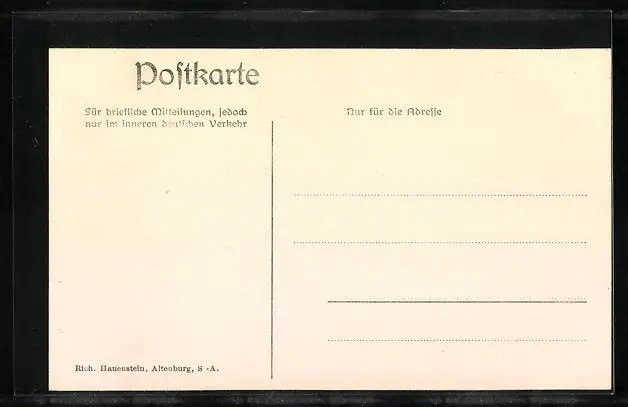 Poſtkarte
Für briefliche Mitteilungen, jedoch
nur im inneren deutſchen Verkehr
Nur für die Adreſſe
Rich. Hauenstein, Altenburg, S -A.